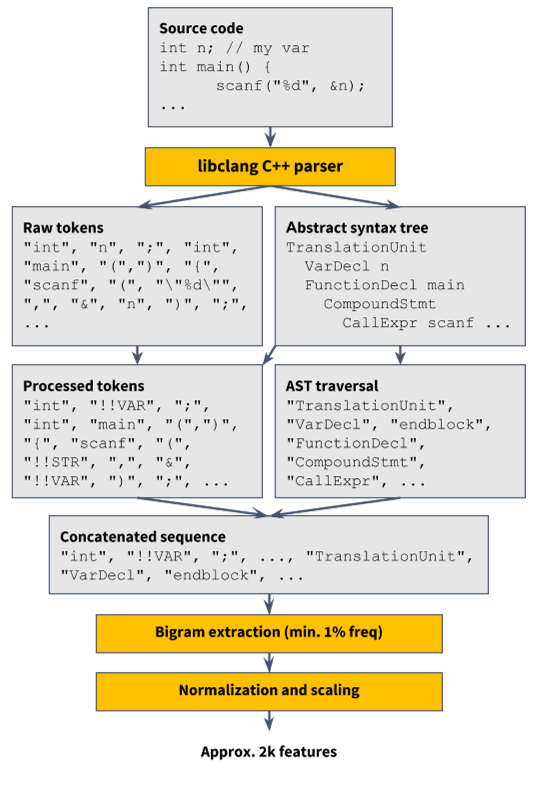 Source code
int n; // my var
int main() {
scanf("%d", &n);
...
libclang C++ parser
Raw tokens
"int", "n", ";", "int",
"main", "(",")", "{",
"scanf", "(", "\"%d\"",
",", "&", "n", ")", ";",
...
Abstract syntax tree
TranslationUnit
VarDecl n
FunctionDecl main
CompoundStmt
CallExpr scanf ...
Processed tokens
"int", "!!VAR", ";",
"int", "main", "(",")",
"{", "scanf", "(",
"!!STR", ",", "&",
"!!VAR", ")", ";", ...
AST traversal
"TranslationUnit",
"VarDecl", "endblock",
"FunctionDecl",
"CompoundStmt",
"CallExpr", ...
Concatenated sequence
"int", "!!VAR", ";", ..., "TranslationUnit",
"VarDecl", "endblock", ...
Bigram extraction (min. 1% freq)
Normalization and scaling
Approx. 2k features